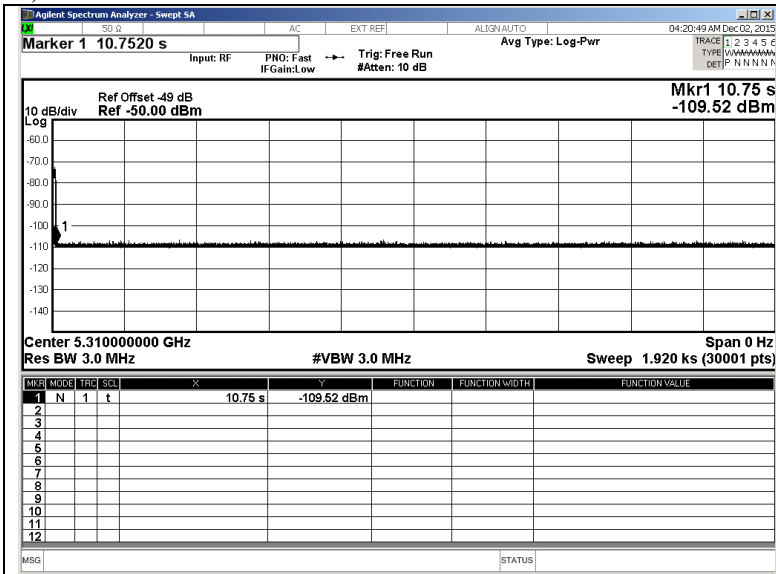 Agilent Spectrum Analyzer - Swept SA
50 Ω AC EXT REF ALIGN AUTO 04:20:49 AM Dec 02, 2015
Marker 1 10.7520 s
Avg Type: Log-Pwr
TRACE 1 2 3 4 5 6
TYPE
DET P N N N N N
Input: RF
PNO: Fast
IFGain:Low
Trig: Free Run
#Atten: 10 dB
Mkr1 10.75 s
-109.52 dBm
Ref Offset -49 dB
10 dB/div Ref -50.00 dBm
Log
-60.0
-70.0
-80.0
-90.0
-100
1
-110
-120
-130
-140
Center 5.310000000 GHz Span 0 Hz
Res BW 3.0 MHz #VBW 3.0 MHz Sweep 1.920 ks (30001 pts)
MKR MODE TRC SCL X Y FUNCTION FUNCTION WIDTH FUNCTION VALUE
1 N 1 t 10.75 s -109.52 dBm
2
3
4
5
6
7
8
9
10
11
12
MSG STATUS